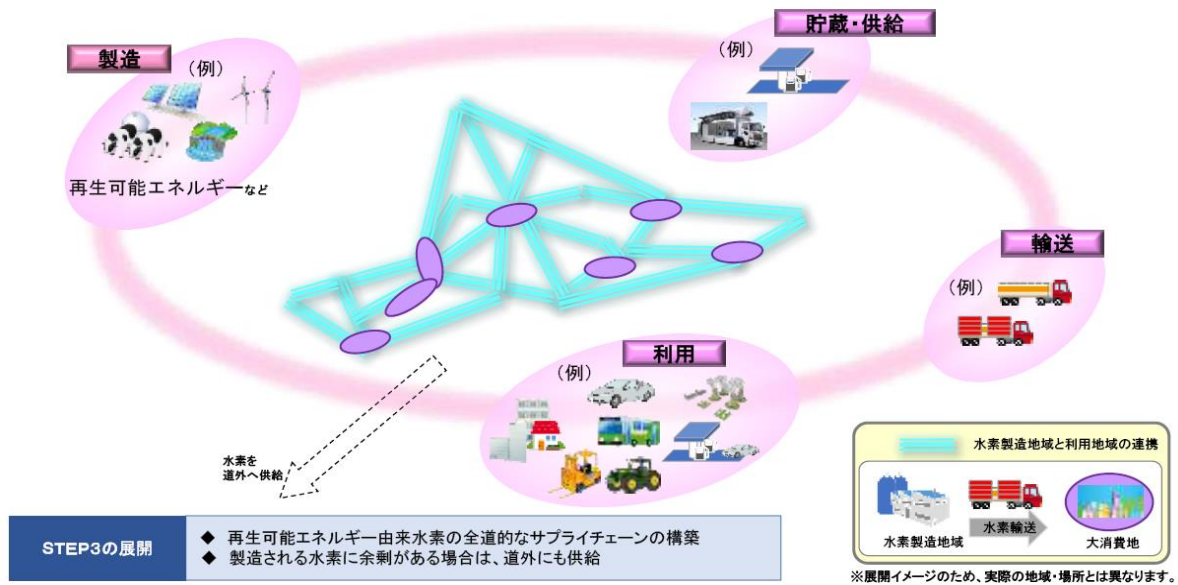 製造
（例）
再生可能エネルギーなど
貯蔵・供給
（例）
輸送
（例）
利用
（例）
水素を
道外へ供給
水素製造地域と利用地域の連携
水素輸送
水素製造地域
大消費地
STEP3の展開
◆ 再生可能エネルギー由来水素の全道的なサプライチェーンの構築
◆ 製造される水素に余剰がある場合は、道外にも供給
※展開イメージのため、実際の地域・場所とは異なります。